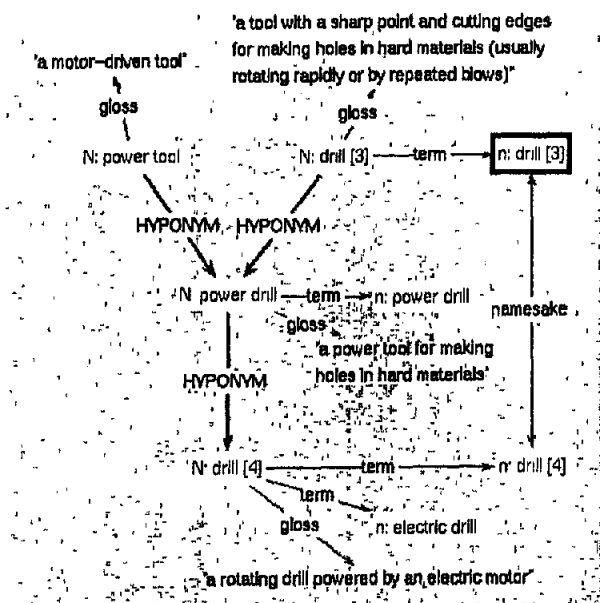 "a tool with a sharp point and cutting edges
for making holes in hard materials (usually
rotating rapidly or by repeated blows)"
"a motor-driven tool"
gloss
gloss
N: power tool
N: drill [3]
term
n: drill [3]
HYPONYM
HYPONYM
N: power drill
term
n: power drill
namesake
gloss
"a power tool for making
holes in hard materials"
HYPONYM
N: drill [4]
term
n: drill [4]
term
gloss
n: electric drill
"a rotating drill powered by an electric motor"